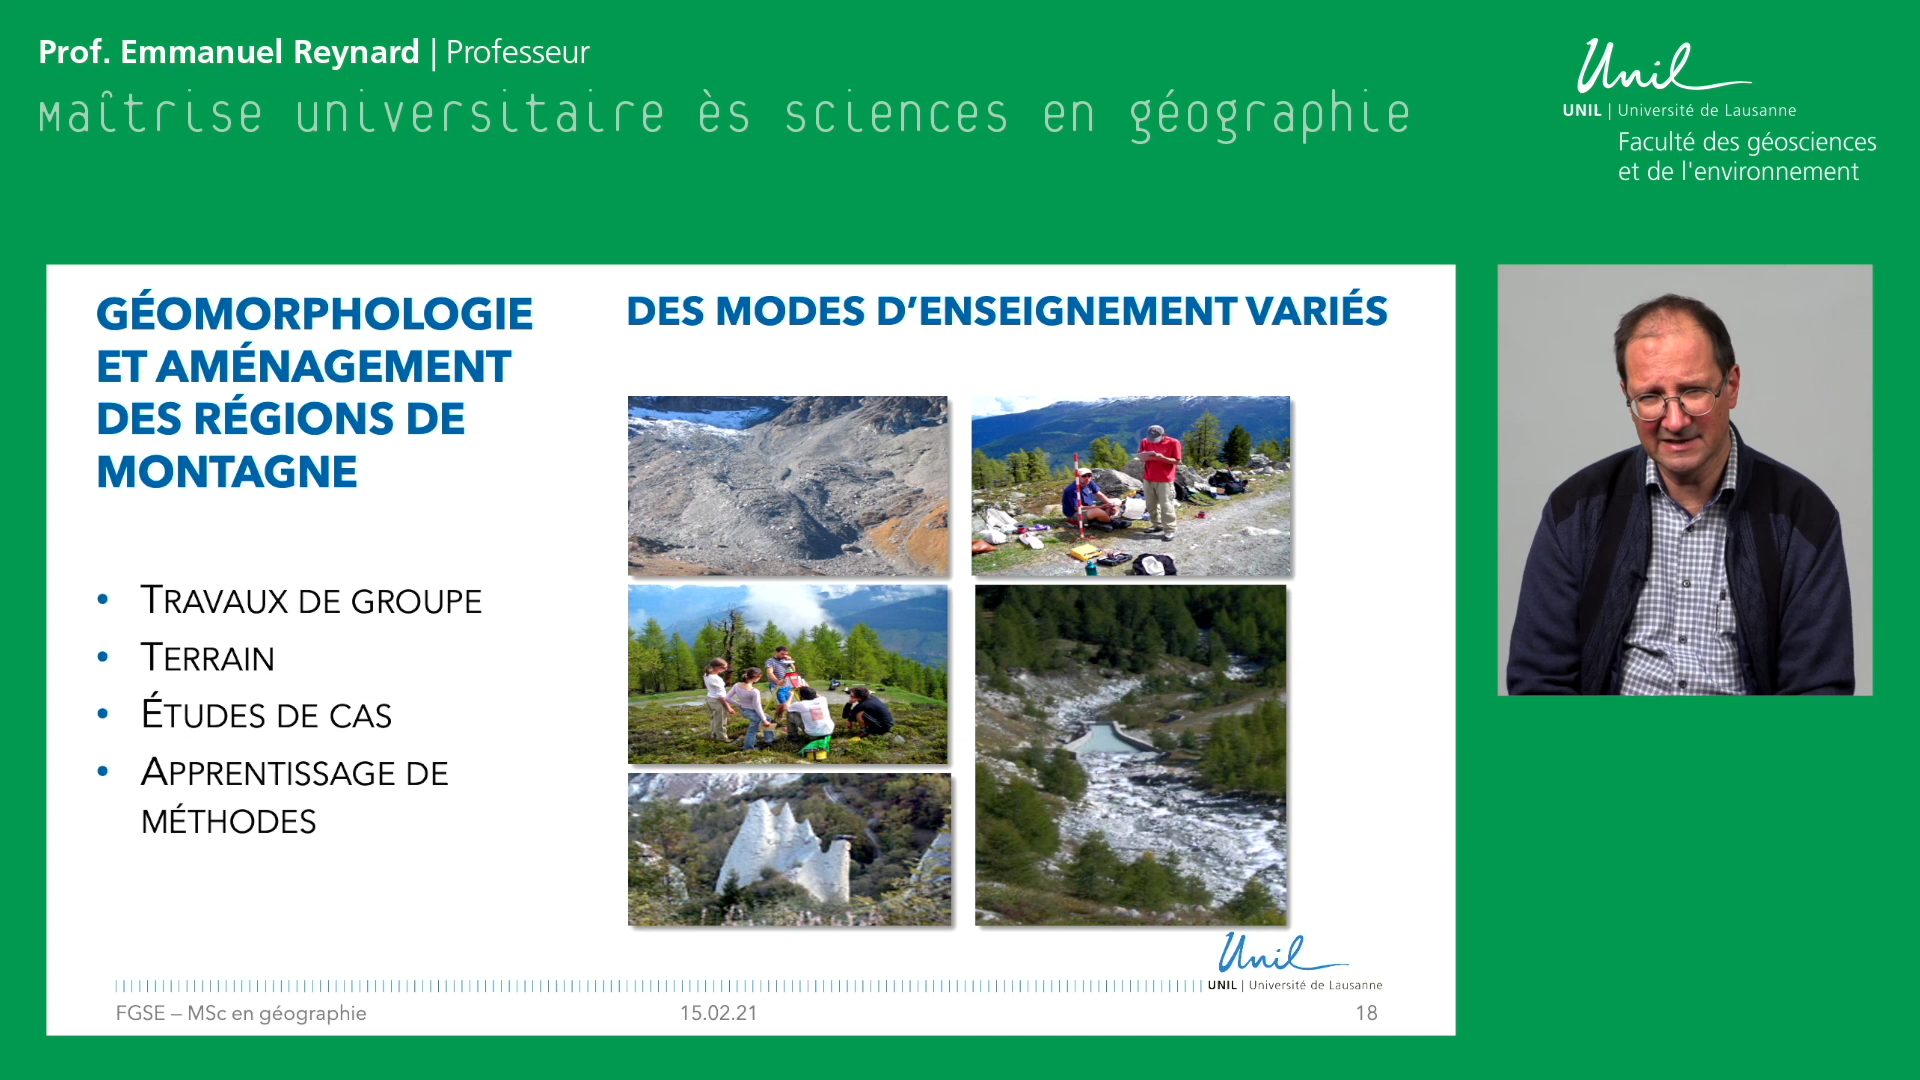 Prof. Emmanuel Reynard | Professeur
Maîtrise universitaire ès sciences en géographie
Unil
UNIL | Université de Lausanne
Faculté des géosciences
et de l'environnement
GÉOMORPHOLOGIE
ET AMÉNAGEMENT
DES RÉGIONS DE
MONTAGNE
DES MODES D’ENSEIGNEMENT VARIÉS
• TRAVAUX DE GROUPE
• TERRAIN
• ÉTUDES DE CAS
• APPRENTISSAGE DE
MÉTHODES
Unil
UNIL | Université de Lausanne
FGSE – MSc en géographie
15.02.21
18